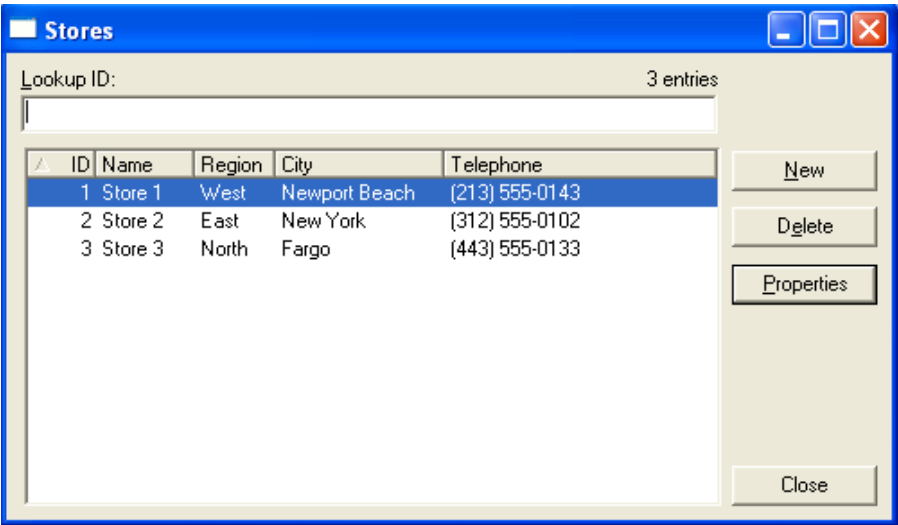 Stores
Lookup ID: 3 entries
ID Name Region City Telephone
1 Store 1 West Newport Beach (213) 555-0143
2 Store 2 East New York (312) 555-0102
3 Store 3 North Fargo (443) 555-0133
New
Delete
Properties
Close